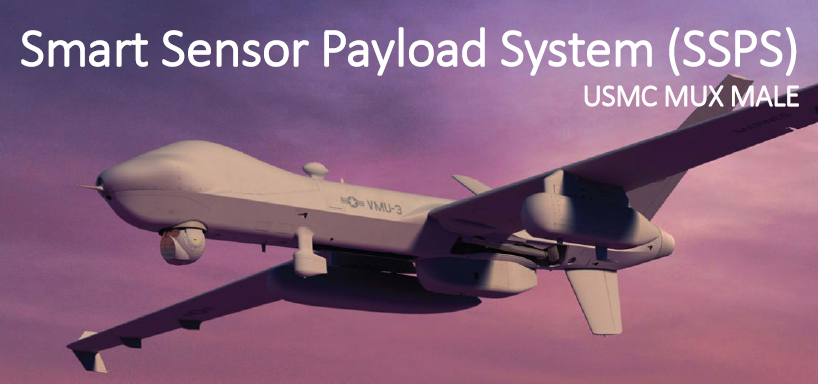 Smart Sensor Payload System (SSPS)
USMC MUX MALE
VMU-3